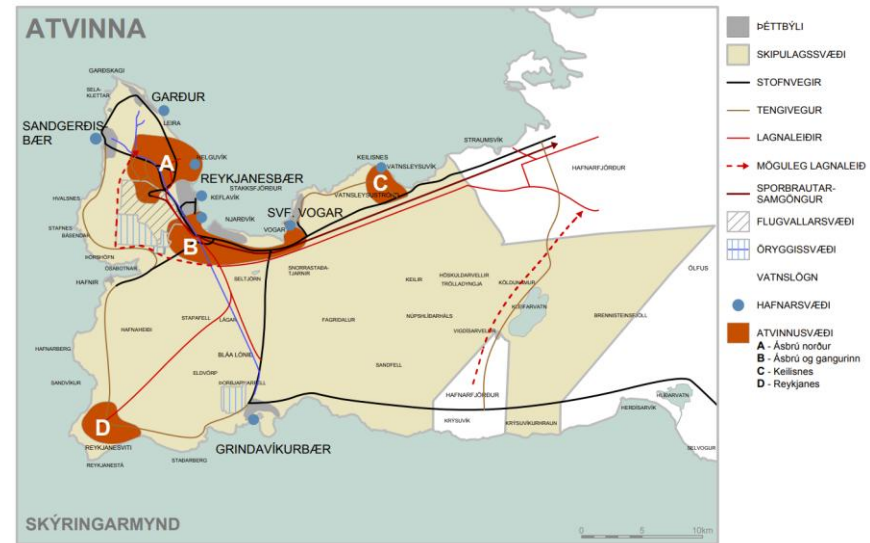 ATVINNA
GARÐSKAGI
SELA-
KLETTAR
GARÐUR
LEIRA
SANDGERÐIS-
BÆR
A
HELGUVÍK
REYKJANESBÆR
STAKKSFJÖRÐUR
KEFLAVÍK
NJARÐVÍK
HVALSNES
STAFNES
BÁSENDAR
ÞÓRSHÖFN
ÓSABOTNAR
HAFNIR
B
SVF. VOGAR
VOGAR
KEILISNES
VATNSLEYSUVÍK
C
VATNSLEYSUSTRÖND
STRAUMSVÍK
HAFNARFJÖRÐUR
SELTJÖRN
SNORRASTAÐA-
TJARNIR
KEILIR
HÖSKULDARVELLIR
TRÖLLADYNGJA
KÖLDUNÁMUR
KLEIFARVATN
ÖLFUS
HAFNAHEIÐI
STAPAFELL
LÁGAR
FAGRIDALUR
NÚPSHLÍÐARHÁLS
VIGDÍSARVELLIR
BRENNISTEINSFJÖLL
HAFNARBERG
BLÁA LÓNIÐ
SANDVÍKUR
ELDVÖRP
ÞORBJARNARFELL
SANDFELL
HAFNARFJÖRÐUR
HLÍÐARVATN
HERDÍSARVÍK
KRÝSUVÍK
KRÝSUVÍKURHRAUN
SELVOGUR
D
REYKJANESVITI
REYKJANESTÁ
STAÐARBERG
GRINDAVÍKURBÆR
SKÝRINGARMYND
0 5 10km
ÞÉTTBÝLI
SKIPULAGSSVÆÐI
STOFNVEGIR
TENGIVEGUR
LAGNALEIÐIR
MÖGULEG LAGNALEIÐ
SPORBRAUTAR-
SAMGÖNGUR
FLUGVALLARSVÆÐI
ÖRYGGISSVÆÐI
VATNSLÖGN
HAFNARSVÆÐI
ATVINNUSVÆÐI
A - Ásbrú norður
B - Ásbrú og gangurinn
C - Keilisnes
D - Reykjanes